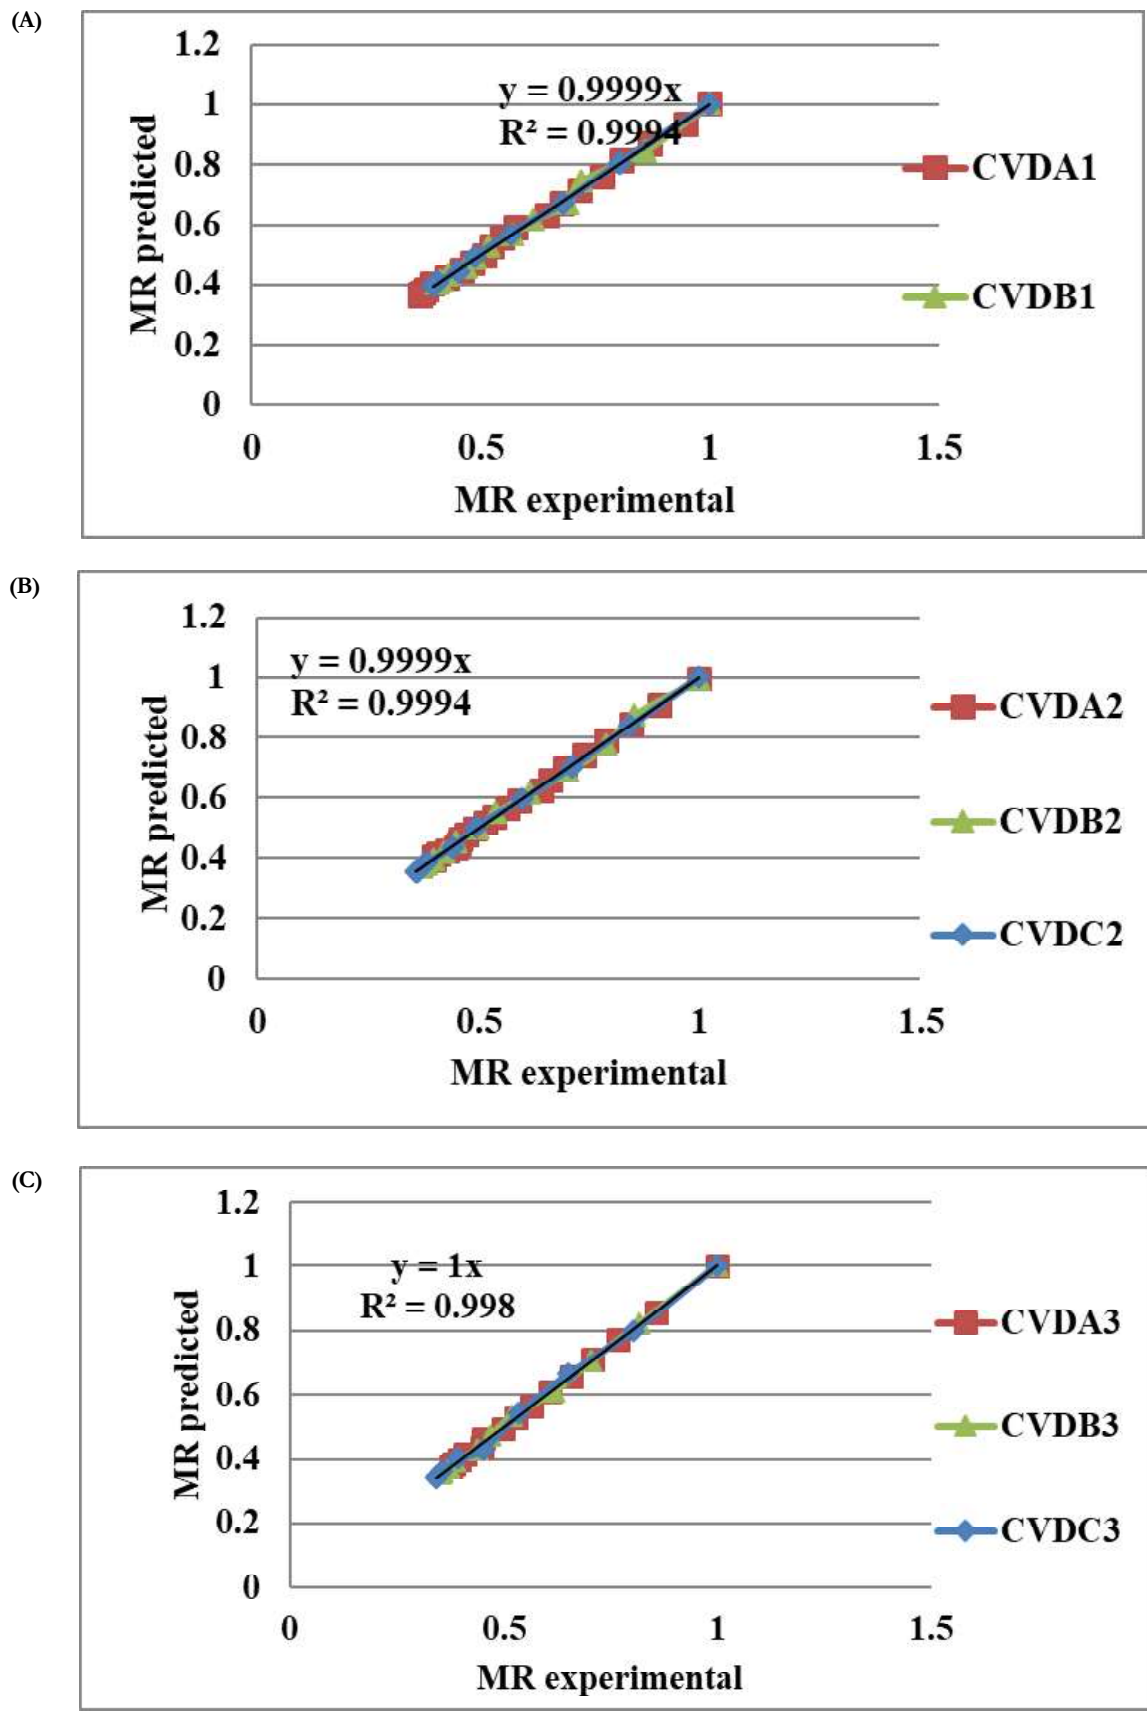 (A)
1.2
1
0.8
0.6
0.4
0.2
0
MR predicted
y = 0.9999x
R² = 0.9994
CVDA1
CVDB1
0 0.5 1 1.5
MR experimental
(B)
1.2
1
0.8
0.6
0.4
0.2
0
MR predicted
y = 0.9999x
R² = 0.9994
CVDA2
CVDB2
CVDC2
0 0.5 1 1.5
MR experimental
(C)
1.2
1
0.8
0.6
0.4
0.2
0
MR predicted
y = 1x
R² = 0.998
CVDA3
CVDB3
CVDC3
0 0.5 1 1.5
MR experimental